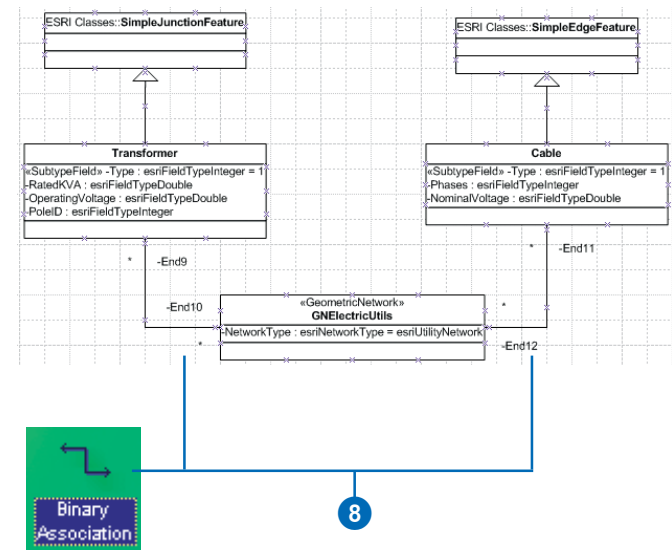 ESRI Classes::SimpleJunctionFeature
ESRI Classes::SimpleEdgeFeature
Transformer
«SubtypeField» -Type : esriFieldTypeInteger = 1
-RatedKVA : esriFieldTypeDouble
-OperatingVoltage : esriFieldTypeDouble
-PoleID : esriFieldTypeInteger
Cable
«SubtypeField» -Type : esriFieldTypeInteger = 1
-Phases : esriFieldTypeInteger
-NominalVoltage : esriFieldTypeDouble
* -End9
* -End11
-End10
*
«GeometricNetwork»
GNElectricUtils
-NetworkType : esriNetworkType = esriUtilityNetwork
*
-End12
Binary
Association
8